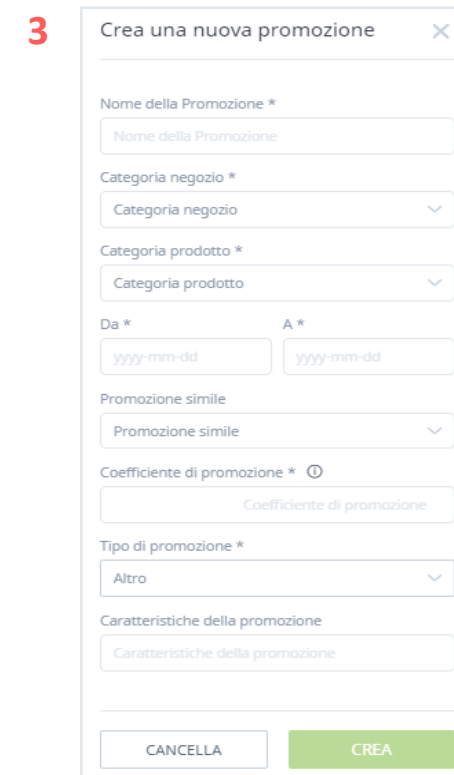 3
Crea una nuova promozione
Nome della Promozione *
Nome della Promozione
Categoria negozio *
Categoria negozio
Categoria prodotto *
Categoria prodotto
Da * A *
yyyy-mm-dd yyyy-mm-dd
Promozione simile
Promozione simile
Coefficiente di promozione *
Coefficiente di promozione
Tipo di promozione *
Altro
Caratteristiche della promozione
Caratteristiche della promozione
CANCELLA CREA